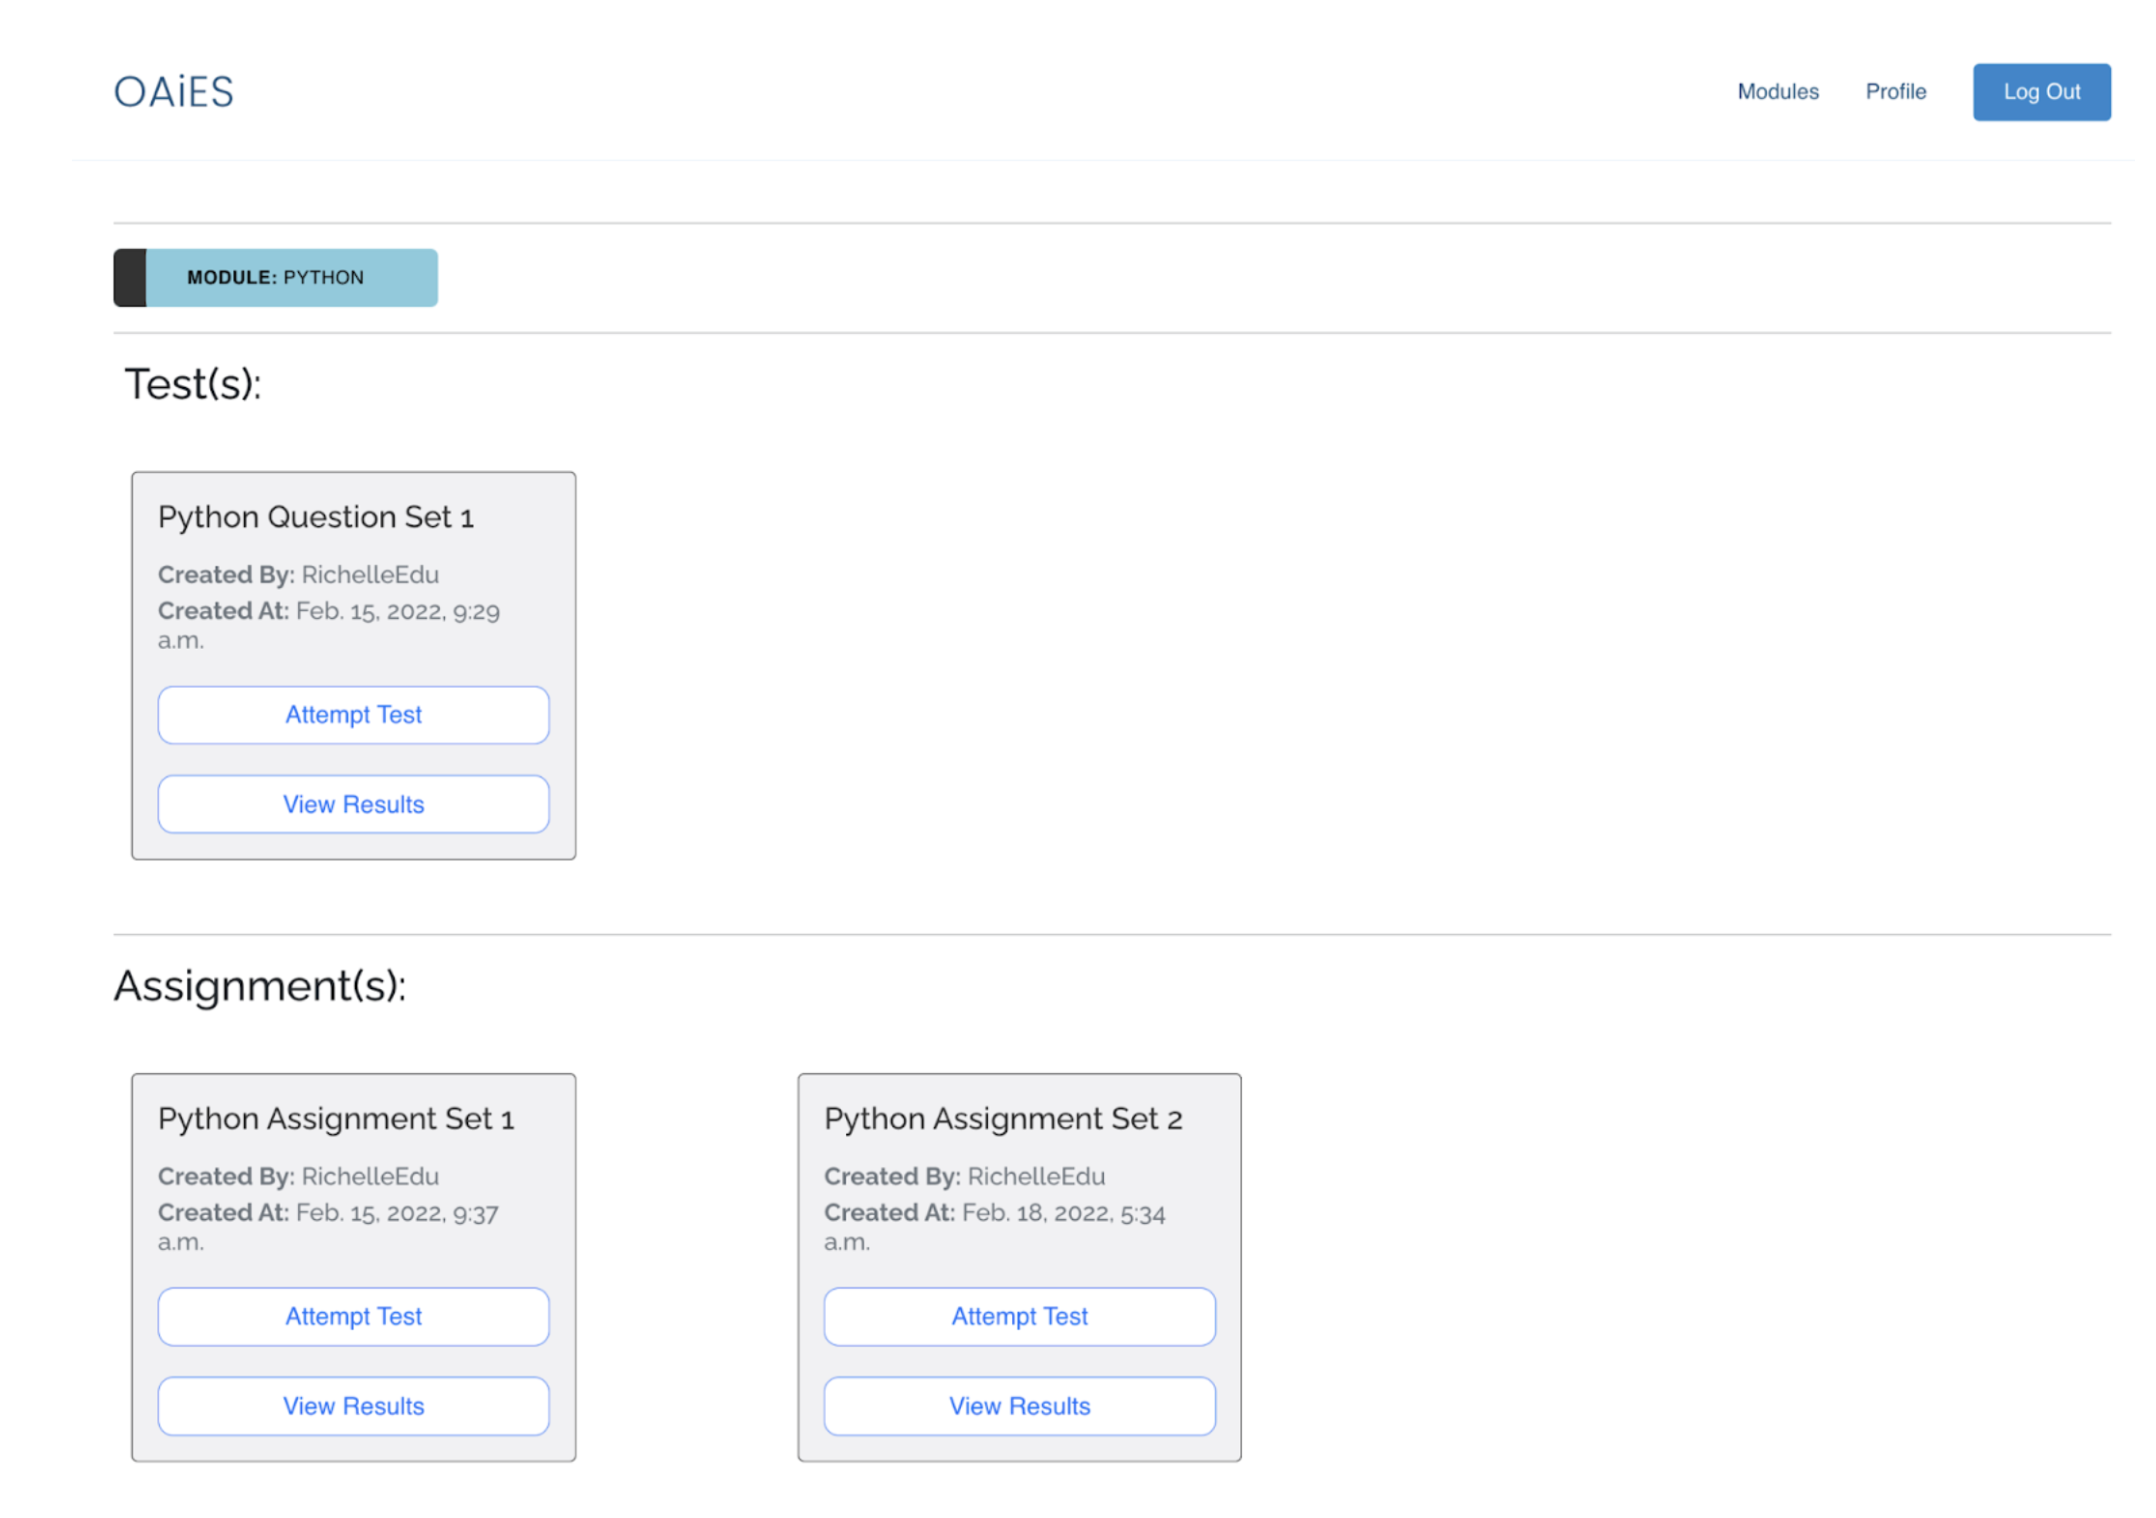 OAiES
Modules
Profile
Log Out
MODULE: PYTHON
Test(s):
Python Question Set 1
Created By: RichelleEdu
Created At: Feb. 15, 2022, 9:29
a.m.
Attempt Test
View Results
Assignment(s):
Python Assignment Set 1
Created By: RichelleEdu
Created At: Feb. 15, 2022, 9:37
a.m.
Attempt Test
View Results
Python Assignment Set 2
Created By: RichelleEdu
Created At: Feb. 18, 2022, 5:34
a.m.
Attempt Test
View Results